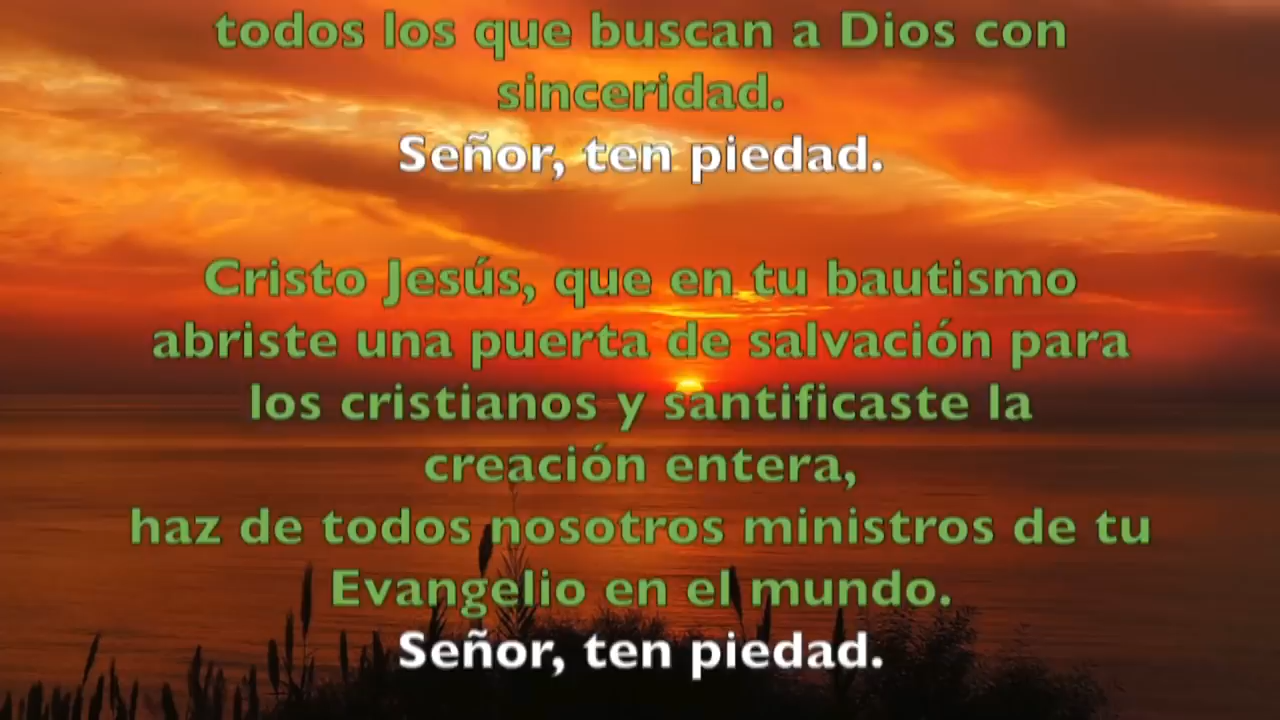 todos los que buscan a Dios con
sinceridad.
Señor, ten piedad.
Cristo Jesús, que en tu bautismo
abriste una puerta de salvación para
los cristianos y santificaste la
creación entera,
haz de todos nosotros ministros de tu
Evangelio en el mundo.
Señor, ten piedad.